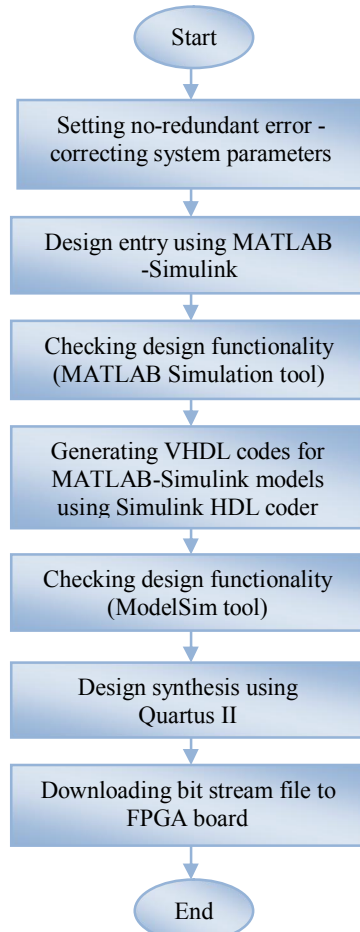 Start
Setting no-redundant error -
correcting system parameters
Design entry using MATLAB
-Simulink
Checking design functionality
(MATLAB Simulation tool)
Generating VHDL codes for
MATLAB-Simulink models
using Simulink HDL coder
Checking design functionality
(ModelSim tool)
Design synthesis using
Quartus II
Downloading bit stream file to
FPGA board
End